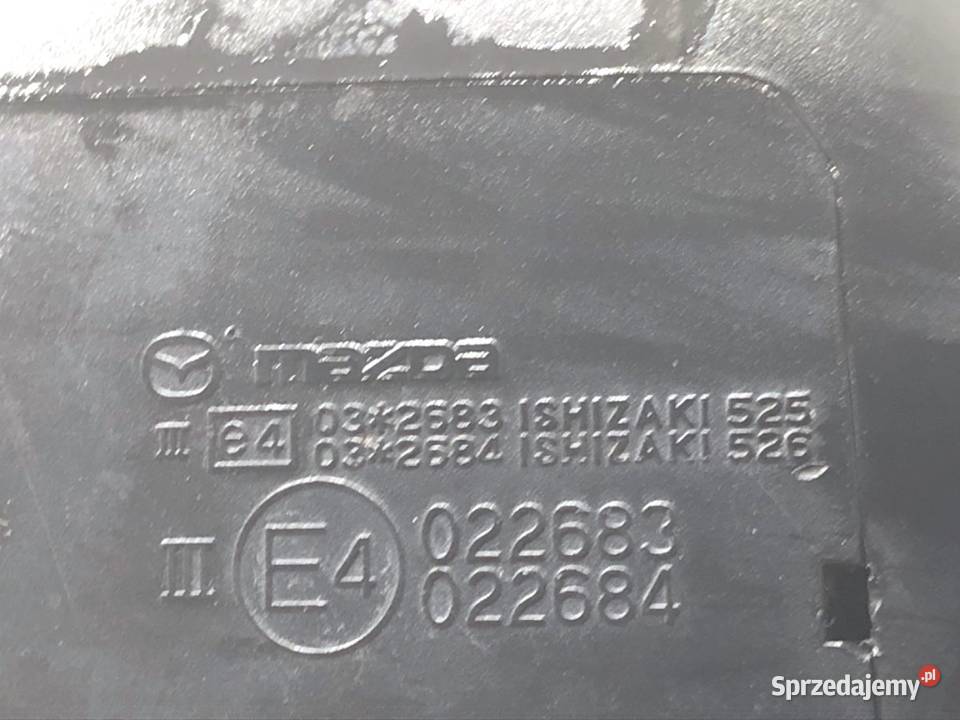 mazda
III e4 03*2683 ISHIZAKI 525
03*2684 ISHIZAKI 526
III E4 022683
022684
Sprzedajemy.pl